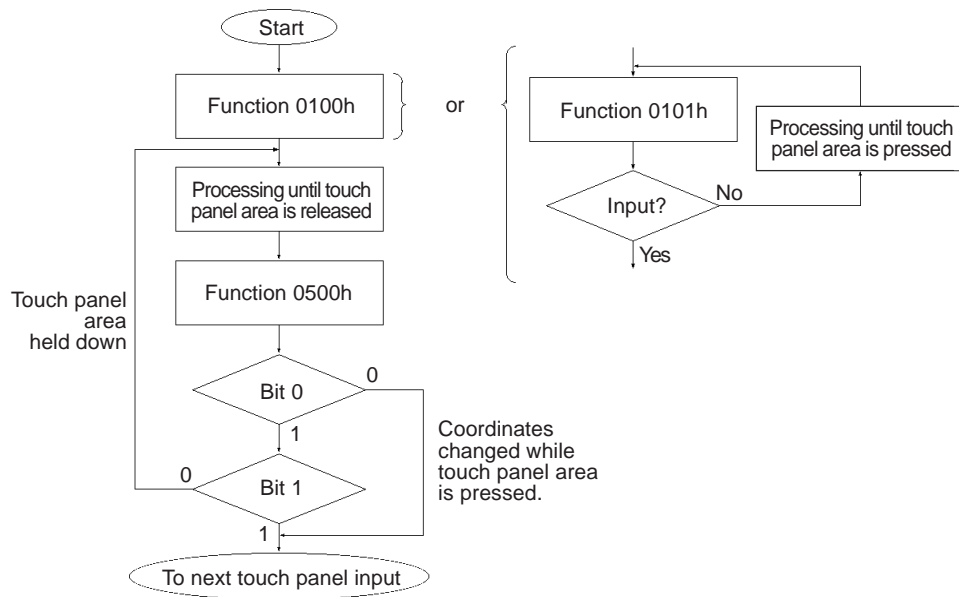 Start
Function 0100h
or
Function 0101h
Processing until touch
panel area is pressed
Input?
No
Yes
Processing until touch
panel area is released
Function 0500h
Touch panel
area
held down
Bit 0
0
1
Coordinates
changed while
touch panel area
is pressed.
Bit 1
0
1
To next touch panel input